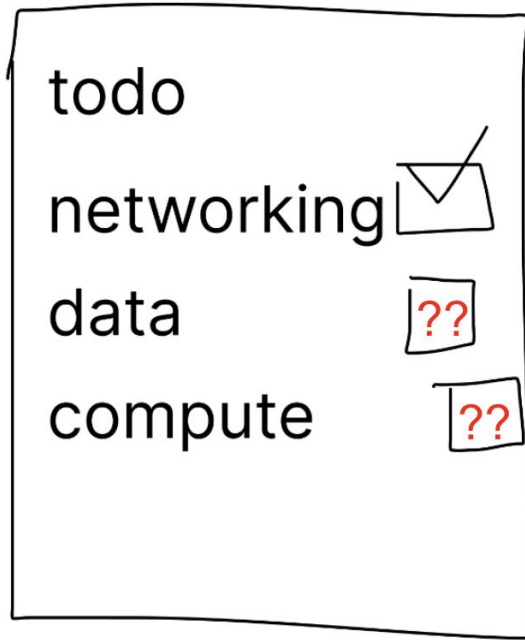 todo
networking
data ??
compute ??